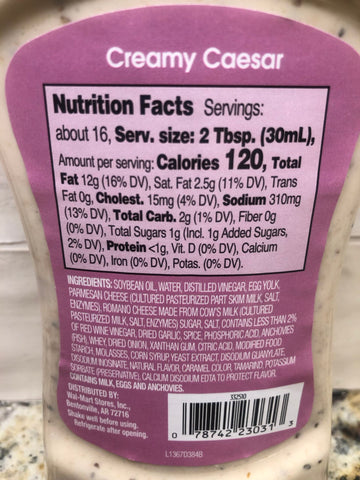 Creamy Caesar
Nutrition Facts Servings:
about 16, Serv. size: 2 Tbsp. (30mL),
Amount per serving: Calories 120, Total
Fat 12g (16% DV), Sat. Fat 2.5g (11% DV), Trans
Fat 0g, Cholest. 15mg (4% DV), Sodium 310mg
(13% DV), Total Carb. 2g (1% DV), Fiber 0g
(0% DV), Total Sugars 1g (Incl. 1g Added Sugars,
2% DV), Protein <1g, Vit. D (0% DV), Calcium
(0% DV), Iron (0% DV), Potas. (0% DV).
INGREDIENTS: SOYBEAN OIL, WATER, DISTILLED VINEGAR, EGG YOLK,
PARMESAN CHEESE (CULTURED PASTEURIZED PART SKIM MILK, SALT,
ENZYMES), ROMANO CHEESE MADE FROM COW'S MILK (CULTURED
PASTEURIZED MILK, SALT, ENZYMES) SUGAR, SALT, CONTAINS LESS THAN 2%
OF RED WINE VINEGAR, DRIED GARLIC, SPICE, PHOSPHORIC ACID, ANCHOVIES
(FISH), WHEY, DRIED ONION, XANTHAN GUM, CITRIC ACID, MODIFIED FOOD
STARCH, MOLASSES, CORN SYRUP, YEAST EXTRACT, DISODIUM GUANYLATE,
DISODIUM INOSINATE, NATURAL FLAVOR, CARAMEL COLOR, TAMARIND, POTASSIUM
SORBATE (PRESERVATIVE), CALCIUM DISODIUM EDTA TO PROTECT FLAVOR.
CONTAINS MILK, EGGS AND ANCHOVIES.
DISTRIBUTED BY:
Wal-Mart Stores, Inc.,
Bentonville, AR 72716
Shake well before using.
Refrigerate after opening.
332510
0 78742 23031 3
L1367D384B